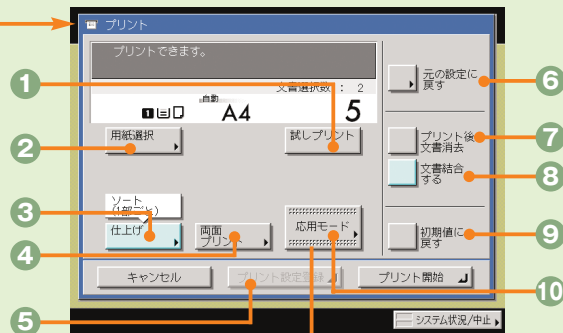 プリント
プリントできます。
文書選択数 : 2
自動
1 A4 5
用紙選択
試しプリント
ソート
(1部ごと)
仕上げ
両面
プリント
応用モード
キャンセル
プリント設定登録
プリント開始
元の設定に
戻す
プリント後
文書消去
文書結合
する
初期値に
戻す
システム状況/中止
1
2
3
4
5
6
7
8
9
10